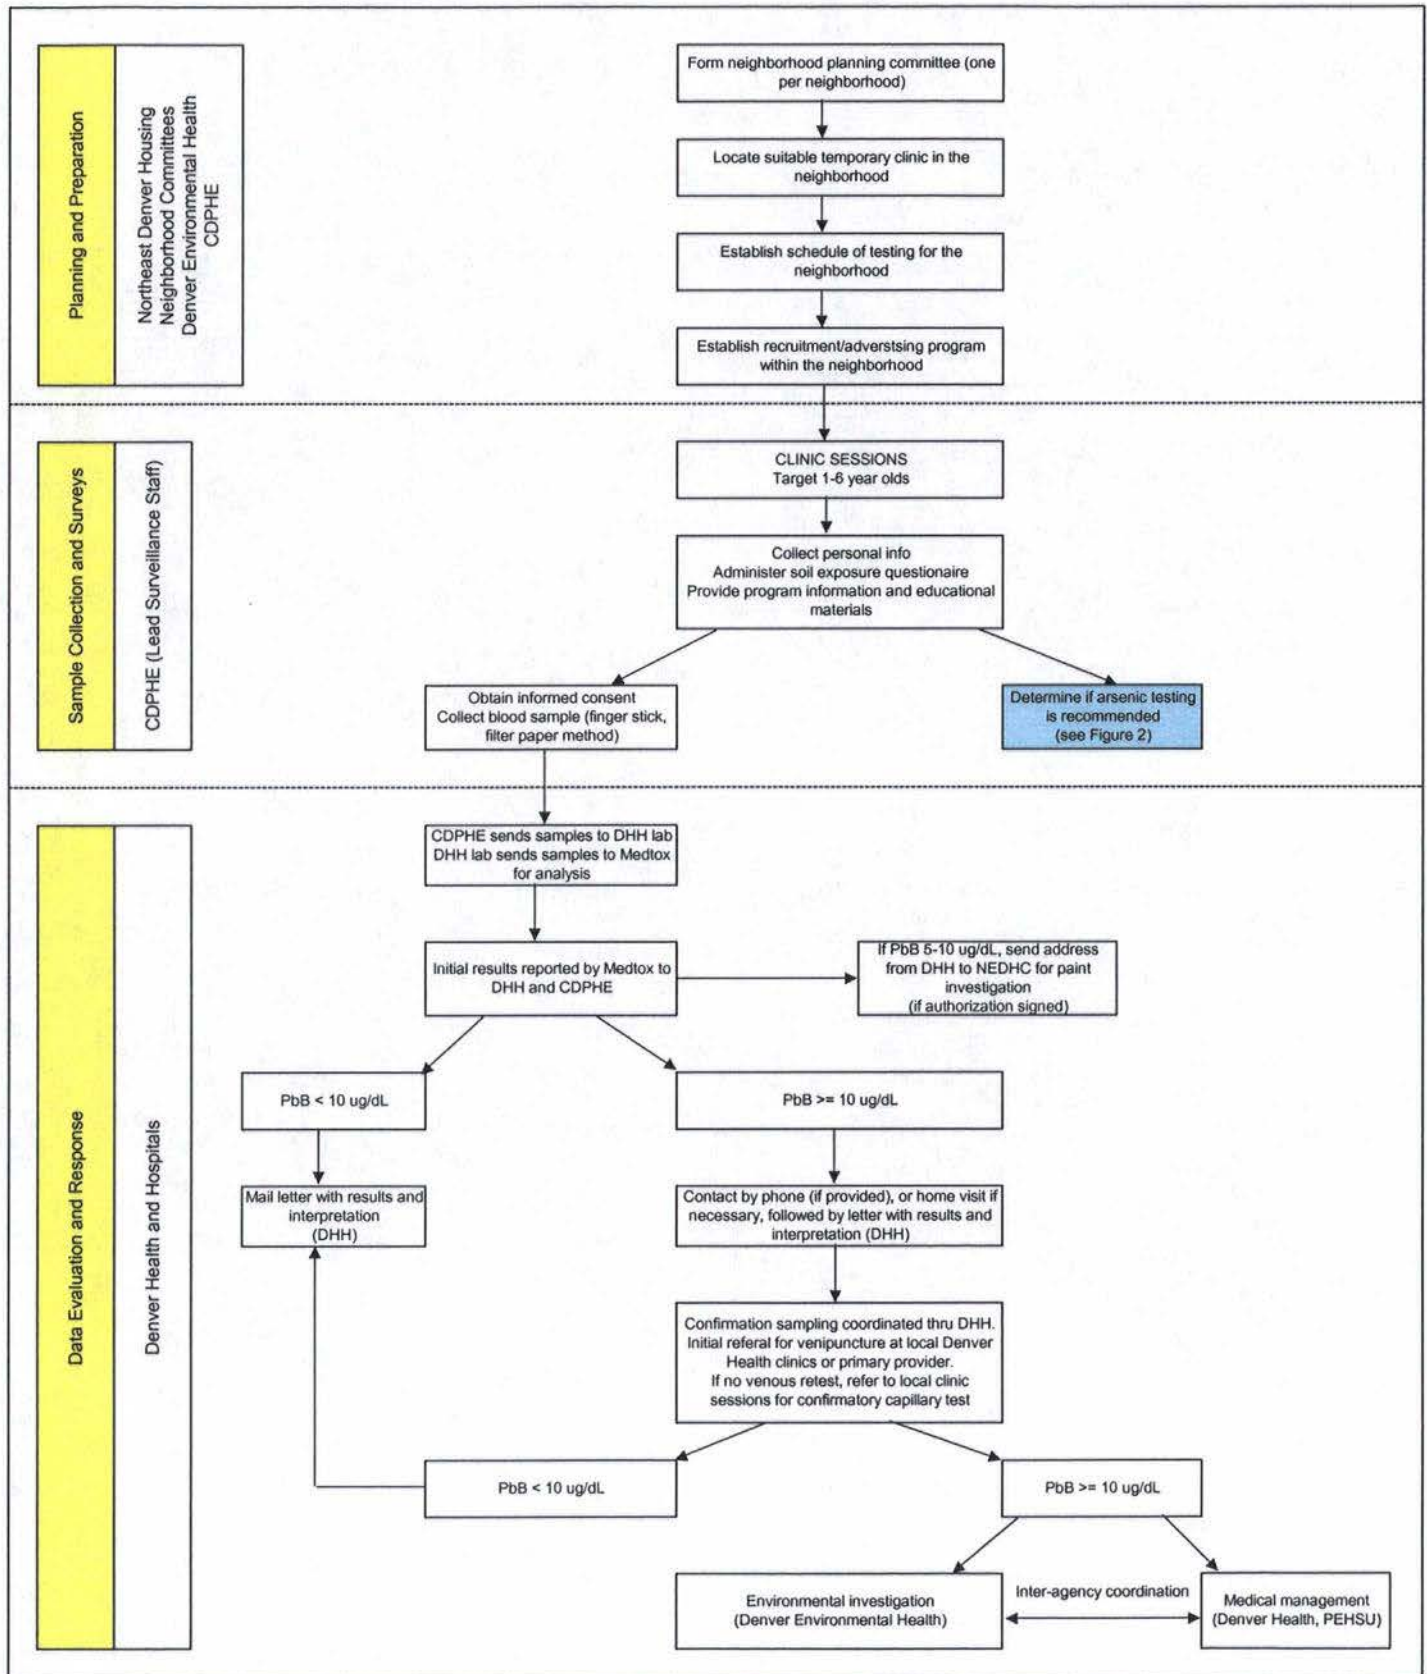 Planning and Preparation
Northeast Denver Housing
Neighborhood Committees
Denver Environmental Health
CDPHE
Form neighborhood planning committee (one
per neighborhood)
Locate suitable temporary clinic in the
neighborhood
Establish schedule of testing for the
neighborhood
Establish recruitment/adverstsing program
within the neighborhood
Sample Collection and Surveys
CDPHE (Lead Surveillance Staff)
CLINIC SESSIONS
Target 1-6 year olds
Collect personal info
Administer soil exposure questionaire
Provide program information and educational
materials
Obtain informed consent
Collect blood sample (finger stick,
filter paper method)
Determine if arsenic testing
is recommended
(see Figure 2)
Data Evaluation and Response
Denver Health and Hospitals
CDPHE sends samples to DHH lab
DHH lab sends samples to Medtox
for analysis
Initial results reported by Medtox to
DHH and CDPHE
If PbB 5-10 ug/dL, send address
from DHH to NEDHC for paint
investigation
(if authorization signed)
PbB < 10 ug/dL
PbB >= 10 ug/dL
Mail letter with results and
interpretation
(DHH)
Contact by phone (if provided), or home visit if
necessary, followed by letter with results and
interpretation (DHH)
Confirmation sampling coordinated thru DHH.
Initial referal for venipuncture at local Denver
Health clinics or primary provider.
If no venous retest, refer to local clinic
sessions for confirmatory capillary test
PbB < 10 ug/dL
PbB >= 10 ug/dL
Environmental investigation
(Denver Environmental Health)
Inter-agency coordination
Medical management
(Denver Health, PEHSU)